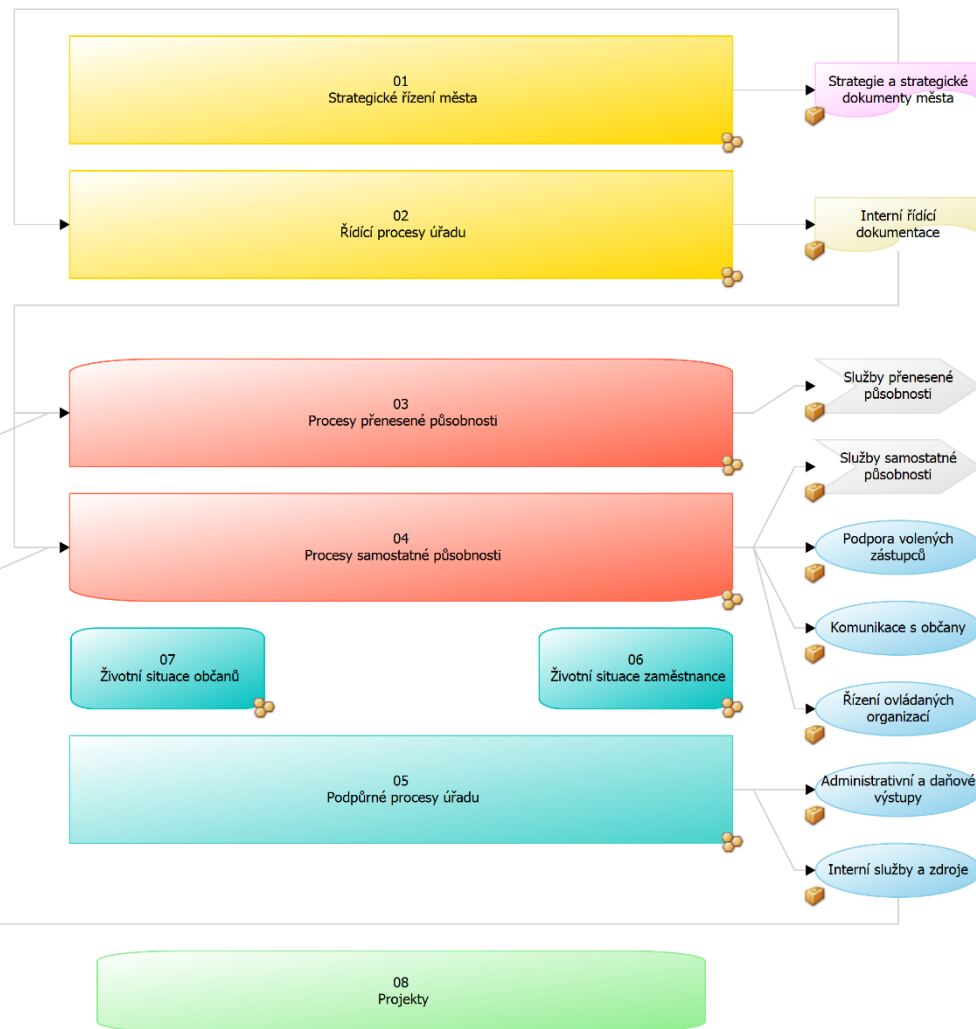 01
Strategické řízení města
Strategie a strategické
dokumenty města
02
Řídící procesy úřadu
Interní řídící
dokumentace
03
Procesy přenesené působnosti
Služby přenesené
působnosti
Služby samostatné
působnosti
04
Procesy samostatné působnosti
Podpora volených
zástupců
Komunikace s občany
07
Životní situace občanů
06
Životní situace zaměstnance
Řízení ovládaných
organizací
05
Podpůrné procesy úřadu
Administrativní a daňové
výstupy
Interní služby a zdroje
08
Projekty